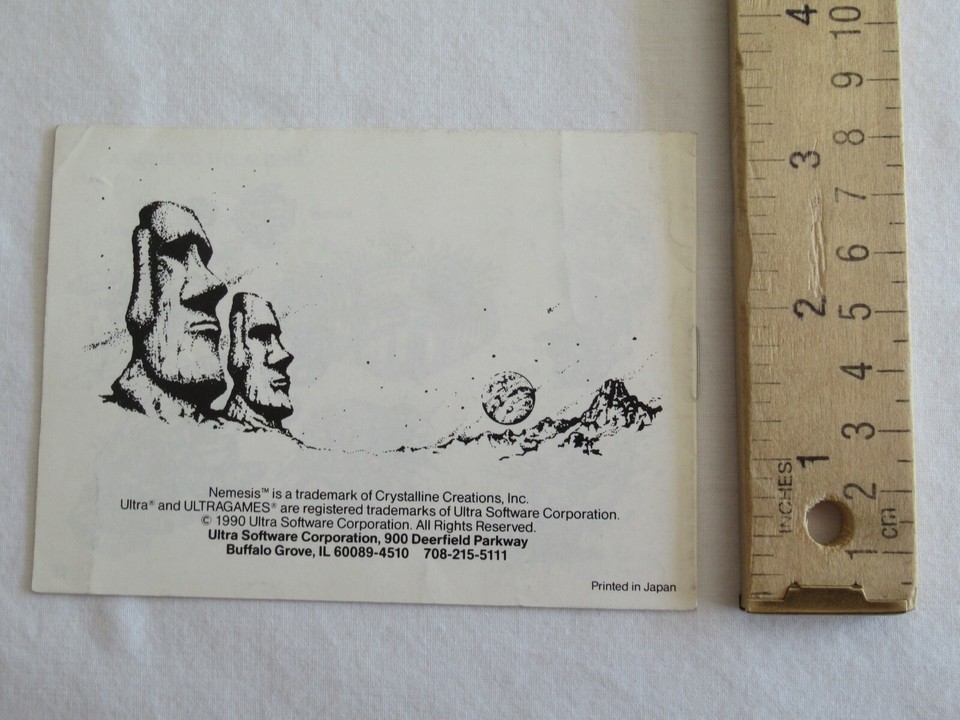 Nemesis™ is a trademark of Crystalline Creations, Inc.
Ultra® and ULTRAGAMES® are registered trademarks of Ultra Software Corporation.
© 1990 Ultra Software Corporation. All Rights Reserved.
Ultra Software Corporation, 900 Deerfield Parkway
Buffalo Grove, IL 60089-4510 708-215-5111
Printed in Japan
4
3
2
1
INCHES
10
9
8
7
6
5
4
3
2
1
cm